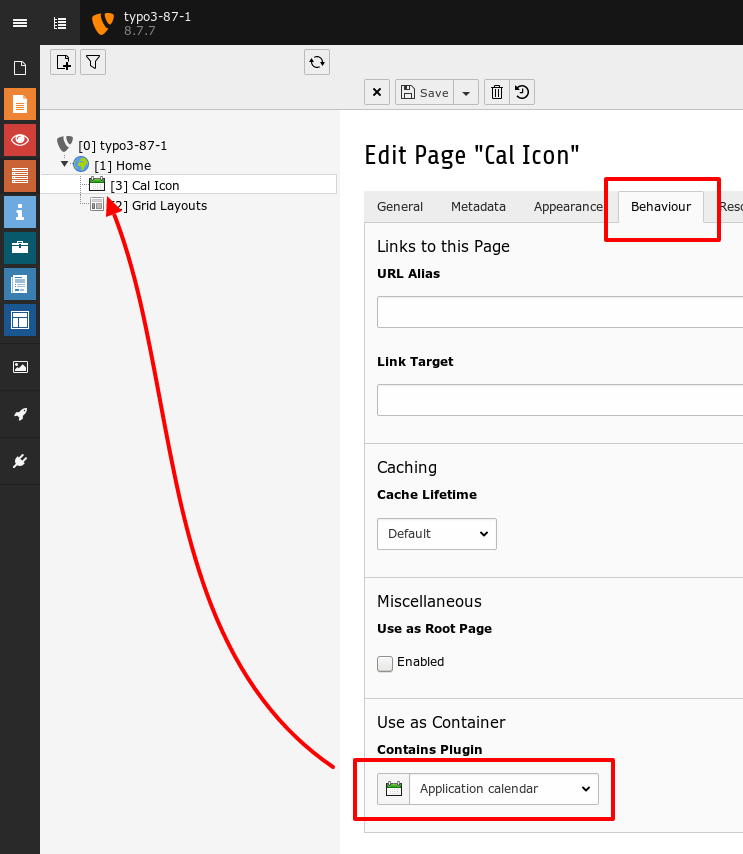 typo3-87-1
8.7.7
Save
[0] typo3-87-1
[1] Home
[3] Cal Icon
[2] Grid Layouts
Edit Page "Cal Icon"
General Metadata Appearance Behaviour
Links to this Page
URL Alias
Link Target
Caching
Cache Lifetime
Default
Miscellaneous
Use as Root Page
Enabled
Use as Container
Contains Plugin
Application calendar